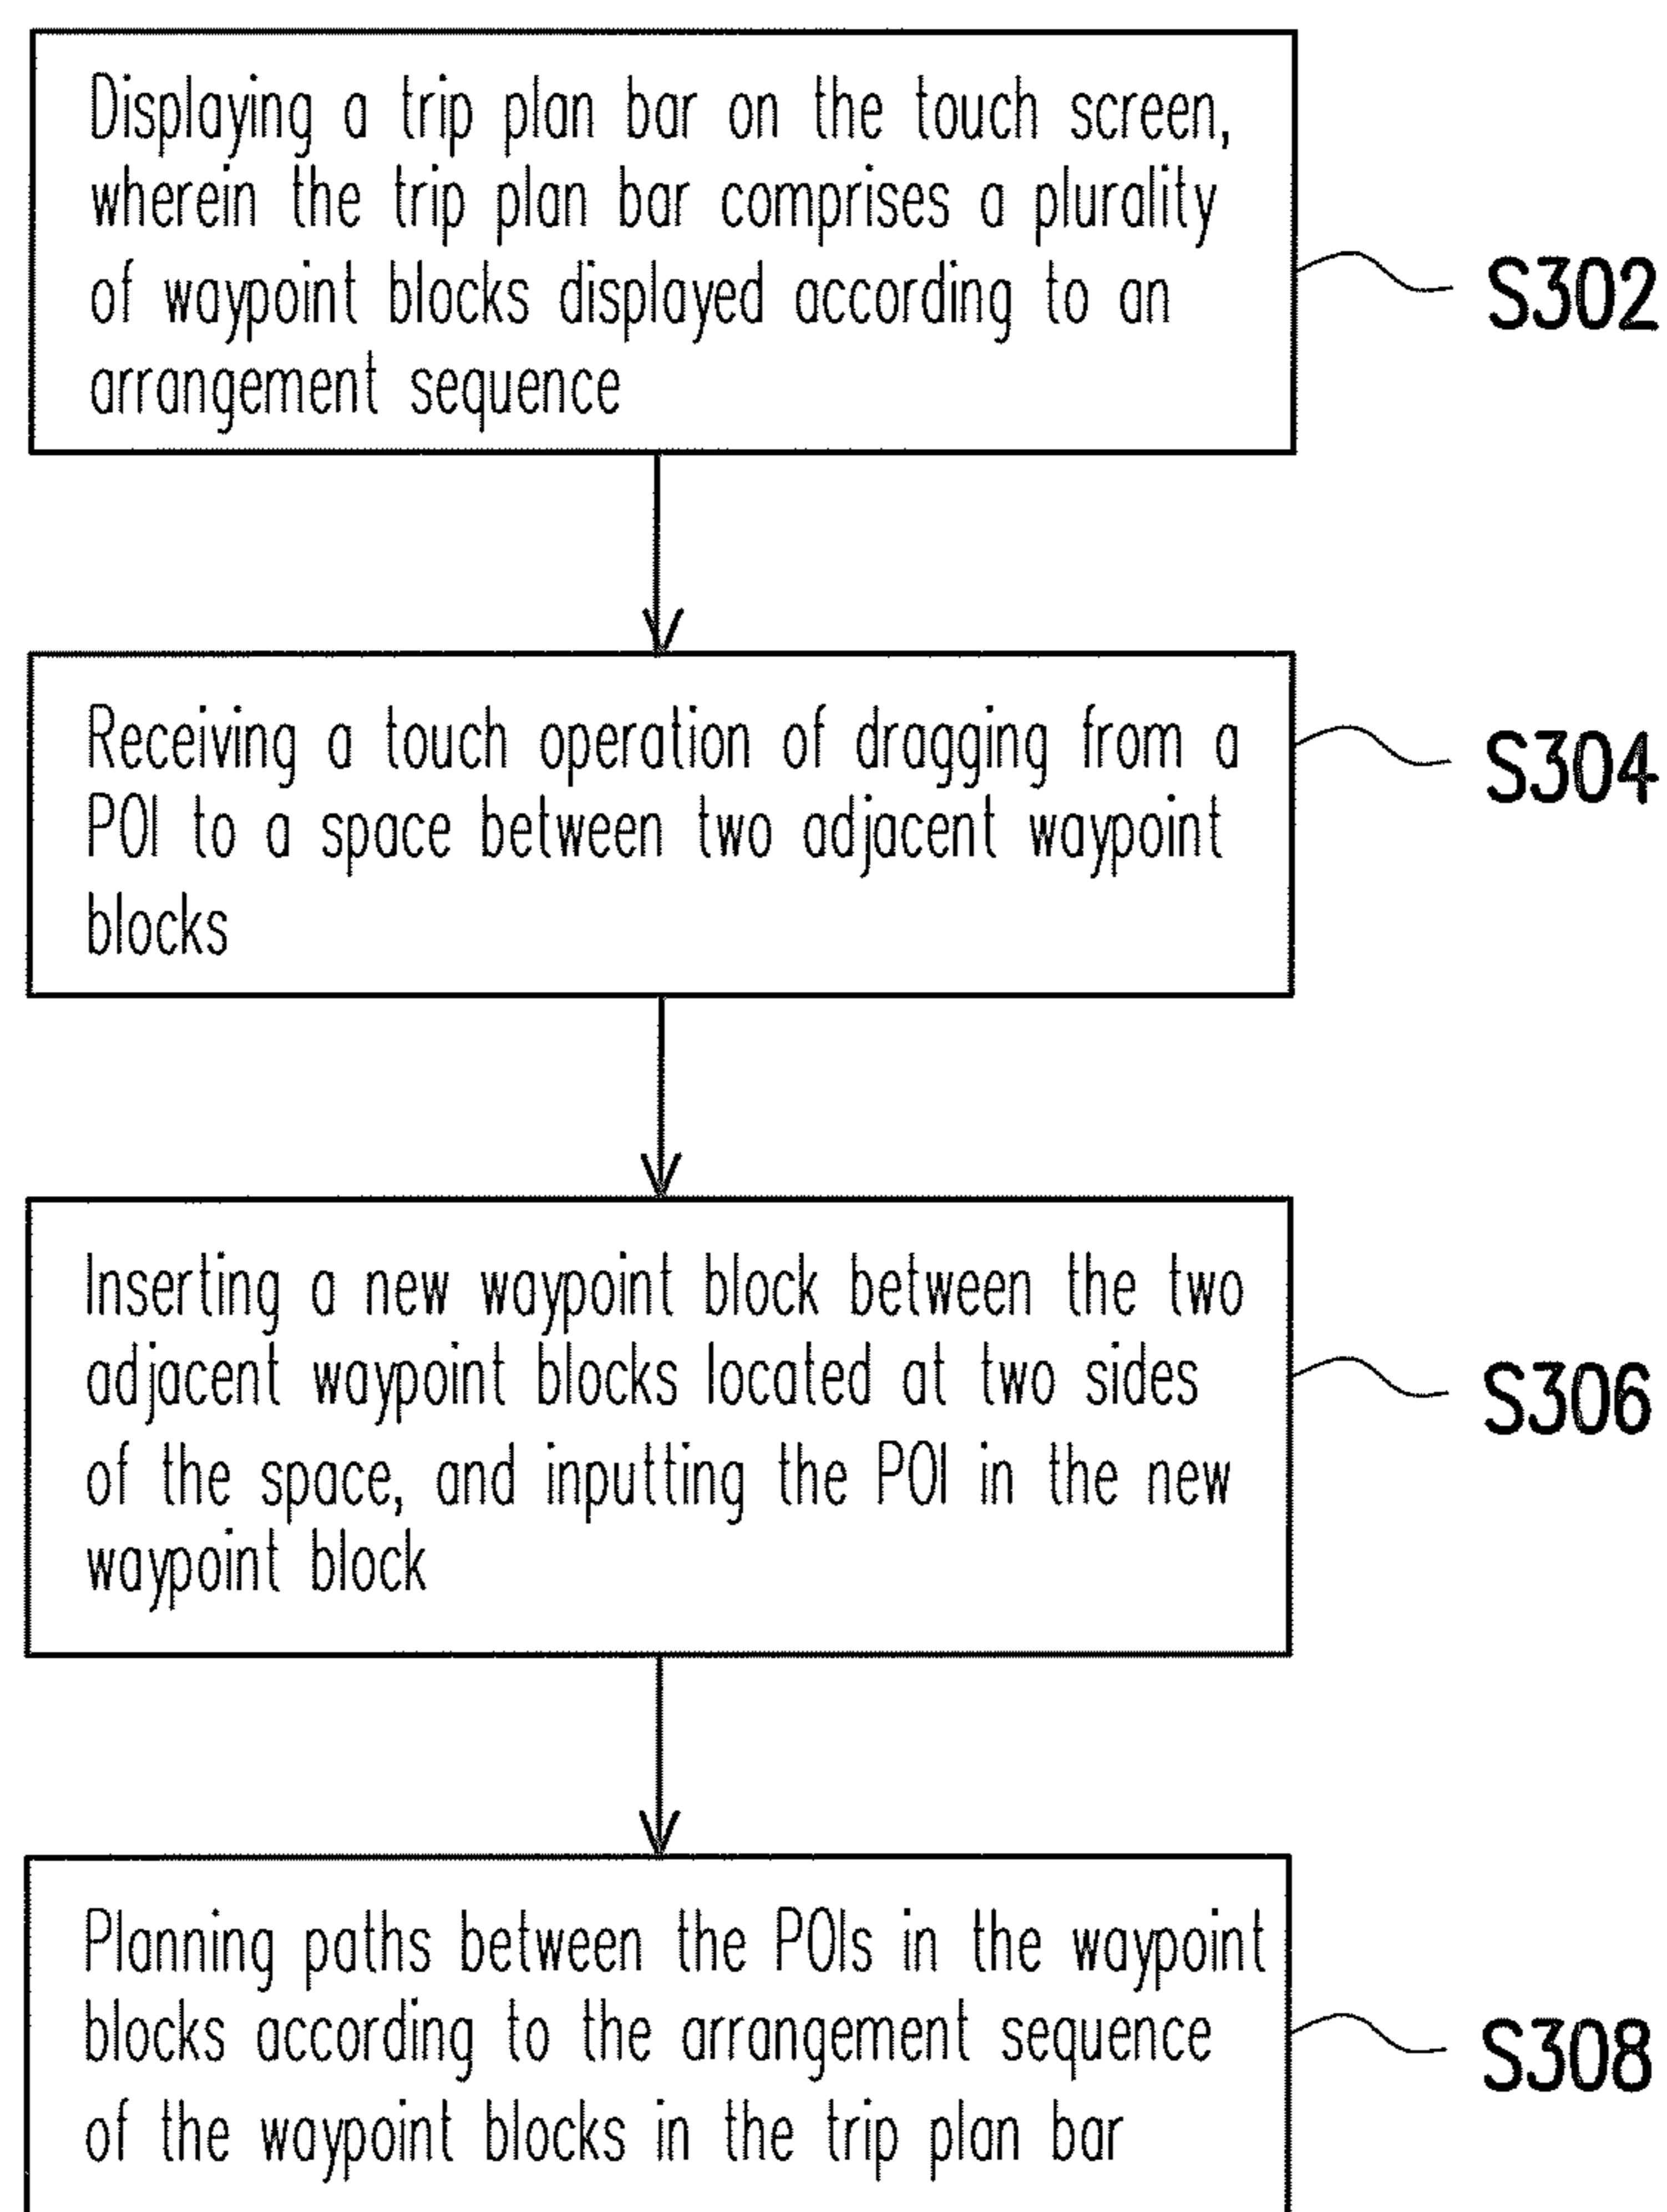 Displaying a trip plan bar on the touch screen,
wherein the trip plan bar comprises a plurality
of waypoint blocks displayed according to an
arrangement sequence
S302
Receiving a touch operation of dragging from a
POI to a space between two adjacent waypoint
blocks
S304
Inserting a new waypoint block between the two
adjacent waypoint blocks located at two sides
of the space, and inputting the POI in the new
waypoint block
S306
Planning paths between the POIs in the waypoint
blocks according to the arrangement sequence
of the waypoint blocks in the trip plan bar
S308